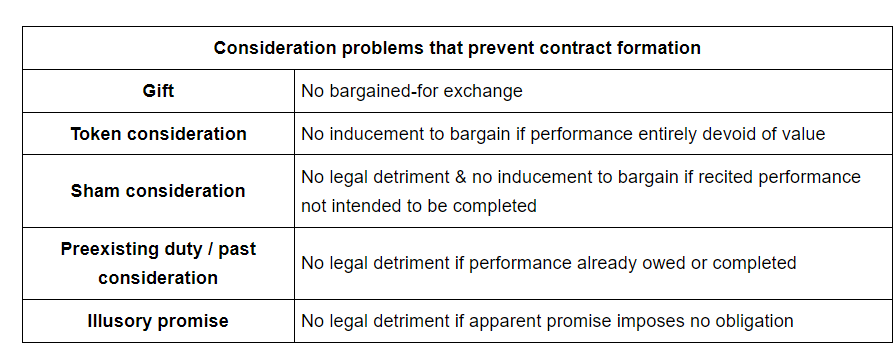 Consideration problems that prevent contract formation
Gift
No bargained-for exchange
Token consideration
No inducement to bargain if performance entirely devoid of value
Sham consideration
No legal detriment & no inducement to bargain if recited performance
not intended to be completed
Preexisting duty / past
consideration
No legal detriment if performance already owed or completed
Illusory promise
No legal detriment if apparent promise imposes no obligation